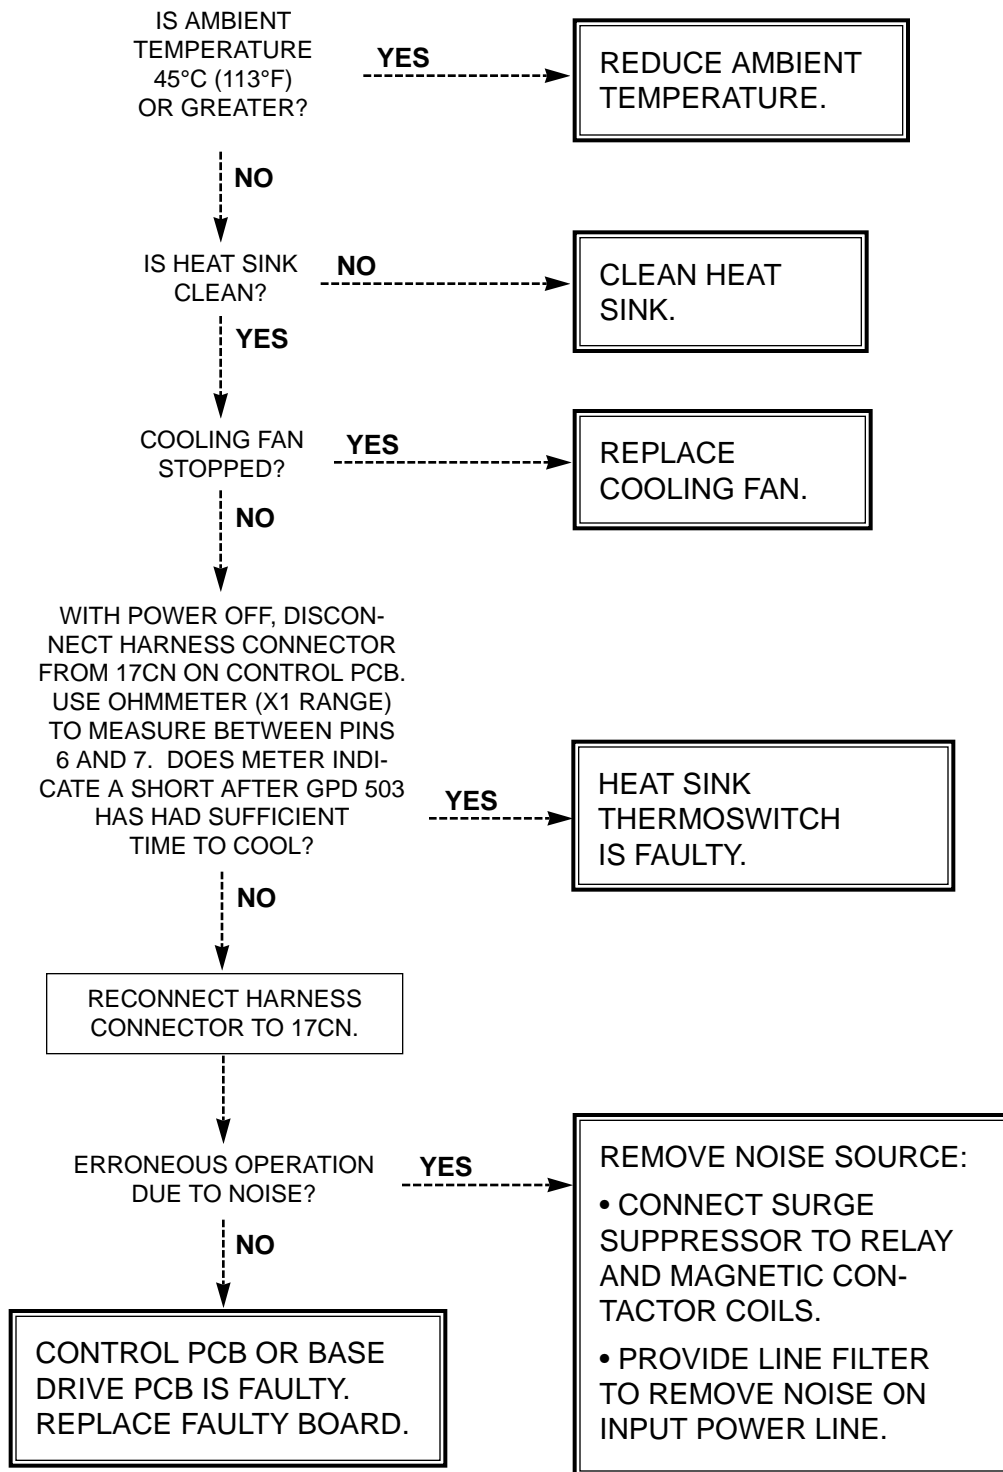 IS AMBIENT
TEMPERATURE
45°C (113°F)
OR GREATER?
YES
REDUCE AMBIENT
TEMPERATURE.
NO
IS HEAT SINK
CLEAN?
NO
CLEAN HEAT
SINK.
YES
COOLING FAN
STOPPED?
YES
REPLACE
COOLING FAN.
NO
WITH POWER OFF, DISCON-
NECT HARNESS CONNECTOR
FROM 17CN ON CONTROL PCB.
USE OHMMETER (X1 RANGE)
TO MEASURE BETWEEN PINS
6 AND 7. DOES METER INDI-
CATE A SHORT AFTER GPD 503
HAS HAD SUFFICIENT
TIME TO COOL?
YES
HEAT SINK
THERMOSWITCH
IS FAULTY.
NO
RECONNECT HARNESS
CONNECTOR TO 17CN.
ERRONEOUS OPERATION
DUE TO NOISE?
YES
REMOVE NOISE SOURCE:
• CONNECT SURGE
SUPPRESSOR TO RELAY
AND MAGNETIC CON-
TACTOR COILS.
• PROVIDE LINE FILTER
TO REMOVE NOISE ON
INPUT POWER LINE.
NO
CONTROL PCB OR BASE
DRIVE PCB IS FAULTY.
REPLACE FAULTY BOARD.